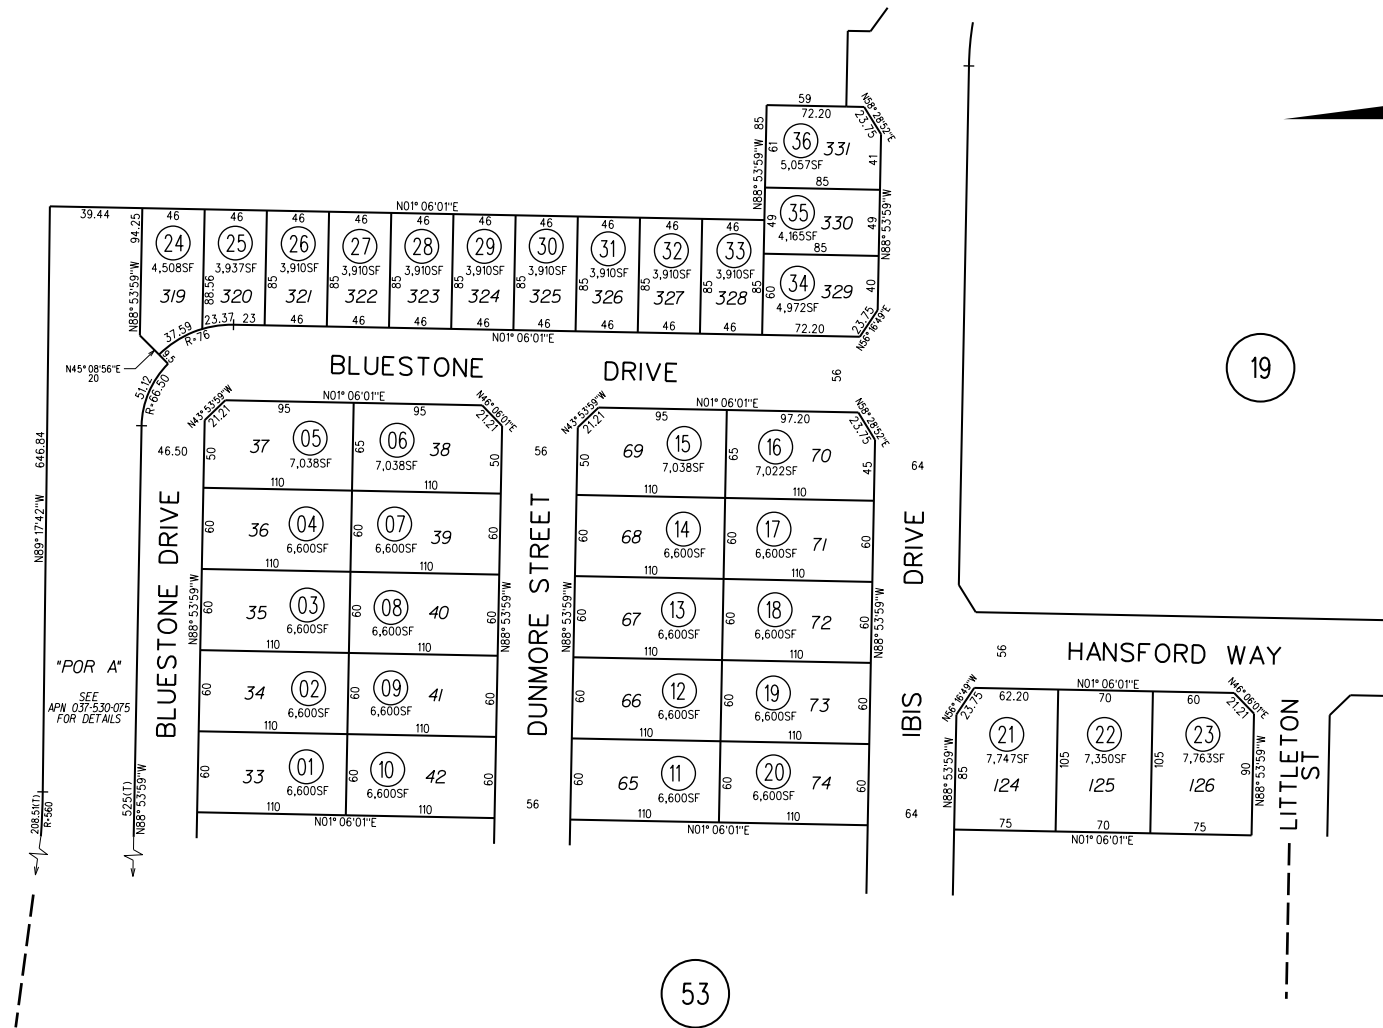 59
72.20
N58° 28'52"E
23.75
85
61
36
331
5,057SF
41
N88° 53'59"W
85
49
35
330
4,165SF
49
N88° 53'59"W
85
60
34
329
4,972SF
40
72.20
23.75
N56° 16'49"E
39.44
N01° 06'01"E
94.25
N88° 53'59"W
46
24
4,508SF
319
46
25
3,937SF
320
88.56
46
26
3,910SF
321
85
46
27
3,910SF
322
85
46
28
3,910SF
323
85
46
29
3,910SF
324
85
46
30
3,910SF
325
85
46
31
3,910SF
326
85
46
32
3,910SF
327
85
46
33
3,910SF
328
85
85
37.59
R=76
23.37
23
46
46
46
46
46
46
46
46
N01° 06'01"E
N45° 08'56"E
20
9.5
51.12
R=66.50
BLUESTONE DRIVE
56
19
646.84
N89° 17'42"W
46.50
BLUESTONE DRIVE
"POR A"
SEE
APN 037-530-075
FOR DETAILS
208.51(T)
R=560
525(T)
N88° 53'59"W
N43° 53'59"W
21.21
N01° 06'01"E
95
95
N46° 06'01"E
21.21
50
37
05
7,038SF
65
06
38
7,038SF
50
110
110
60
36
04
6,600SF
60
07
39
6,600SF
60
110
110
N88° 53'59"W
60
35
03
6,600SF
60
08
40
6,600SF
60
N88° 53'59"W
110
110
60
34
02
6,600SF
60
09
41
6,600SF
60
110
110
60
33
01
6,600SF
60
10
42
6,600SF
60
110
110
N01° 06'01"E
56
DUNMORE STREET
56
N43° 53'59"W
21.21
N01° 06'01"E
95
97.20
N58° 28'52"E
23.75
50
69
15
7,038SF
65
16
70
7,022SF
45
110
110
60
68
14
6,600SF
60
17
71
6,600SF
60
110
110
N88° 53'59"W
60
67
13
6,600SF
60
18
72
6,600SF
60
N88° 53'59"W
110
110
60
66
12
6,600SF
60
19
73
6,600SF
60
110
110
60
65
11
6,600SF
60
20
74
6,600SF
60
110
110
N01° 06'01"E
64
IBIS DRIVE
64
56
HANSFORD WAY
N56° 16'49"W
23.75
62.20
N01° 06'01"E
70
60
N46° 06'01"E
21.21
N88° 53'59"W
85
21
7,747SF
124
105
22
7,350SF
125
105
23
7,763SF
126
90
N88° 53'59"W
75
70
75
N01° 06'01"E
LITTLETON
ST
53